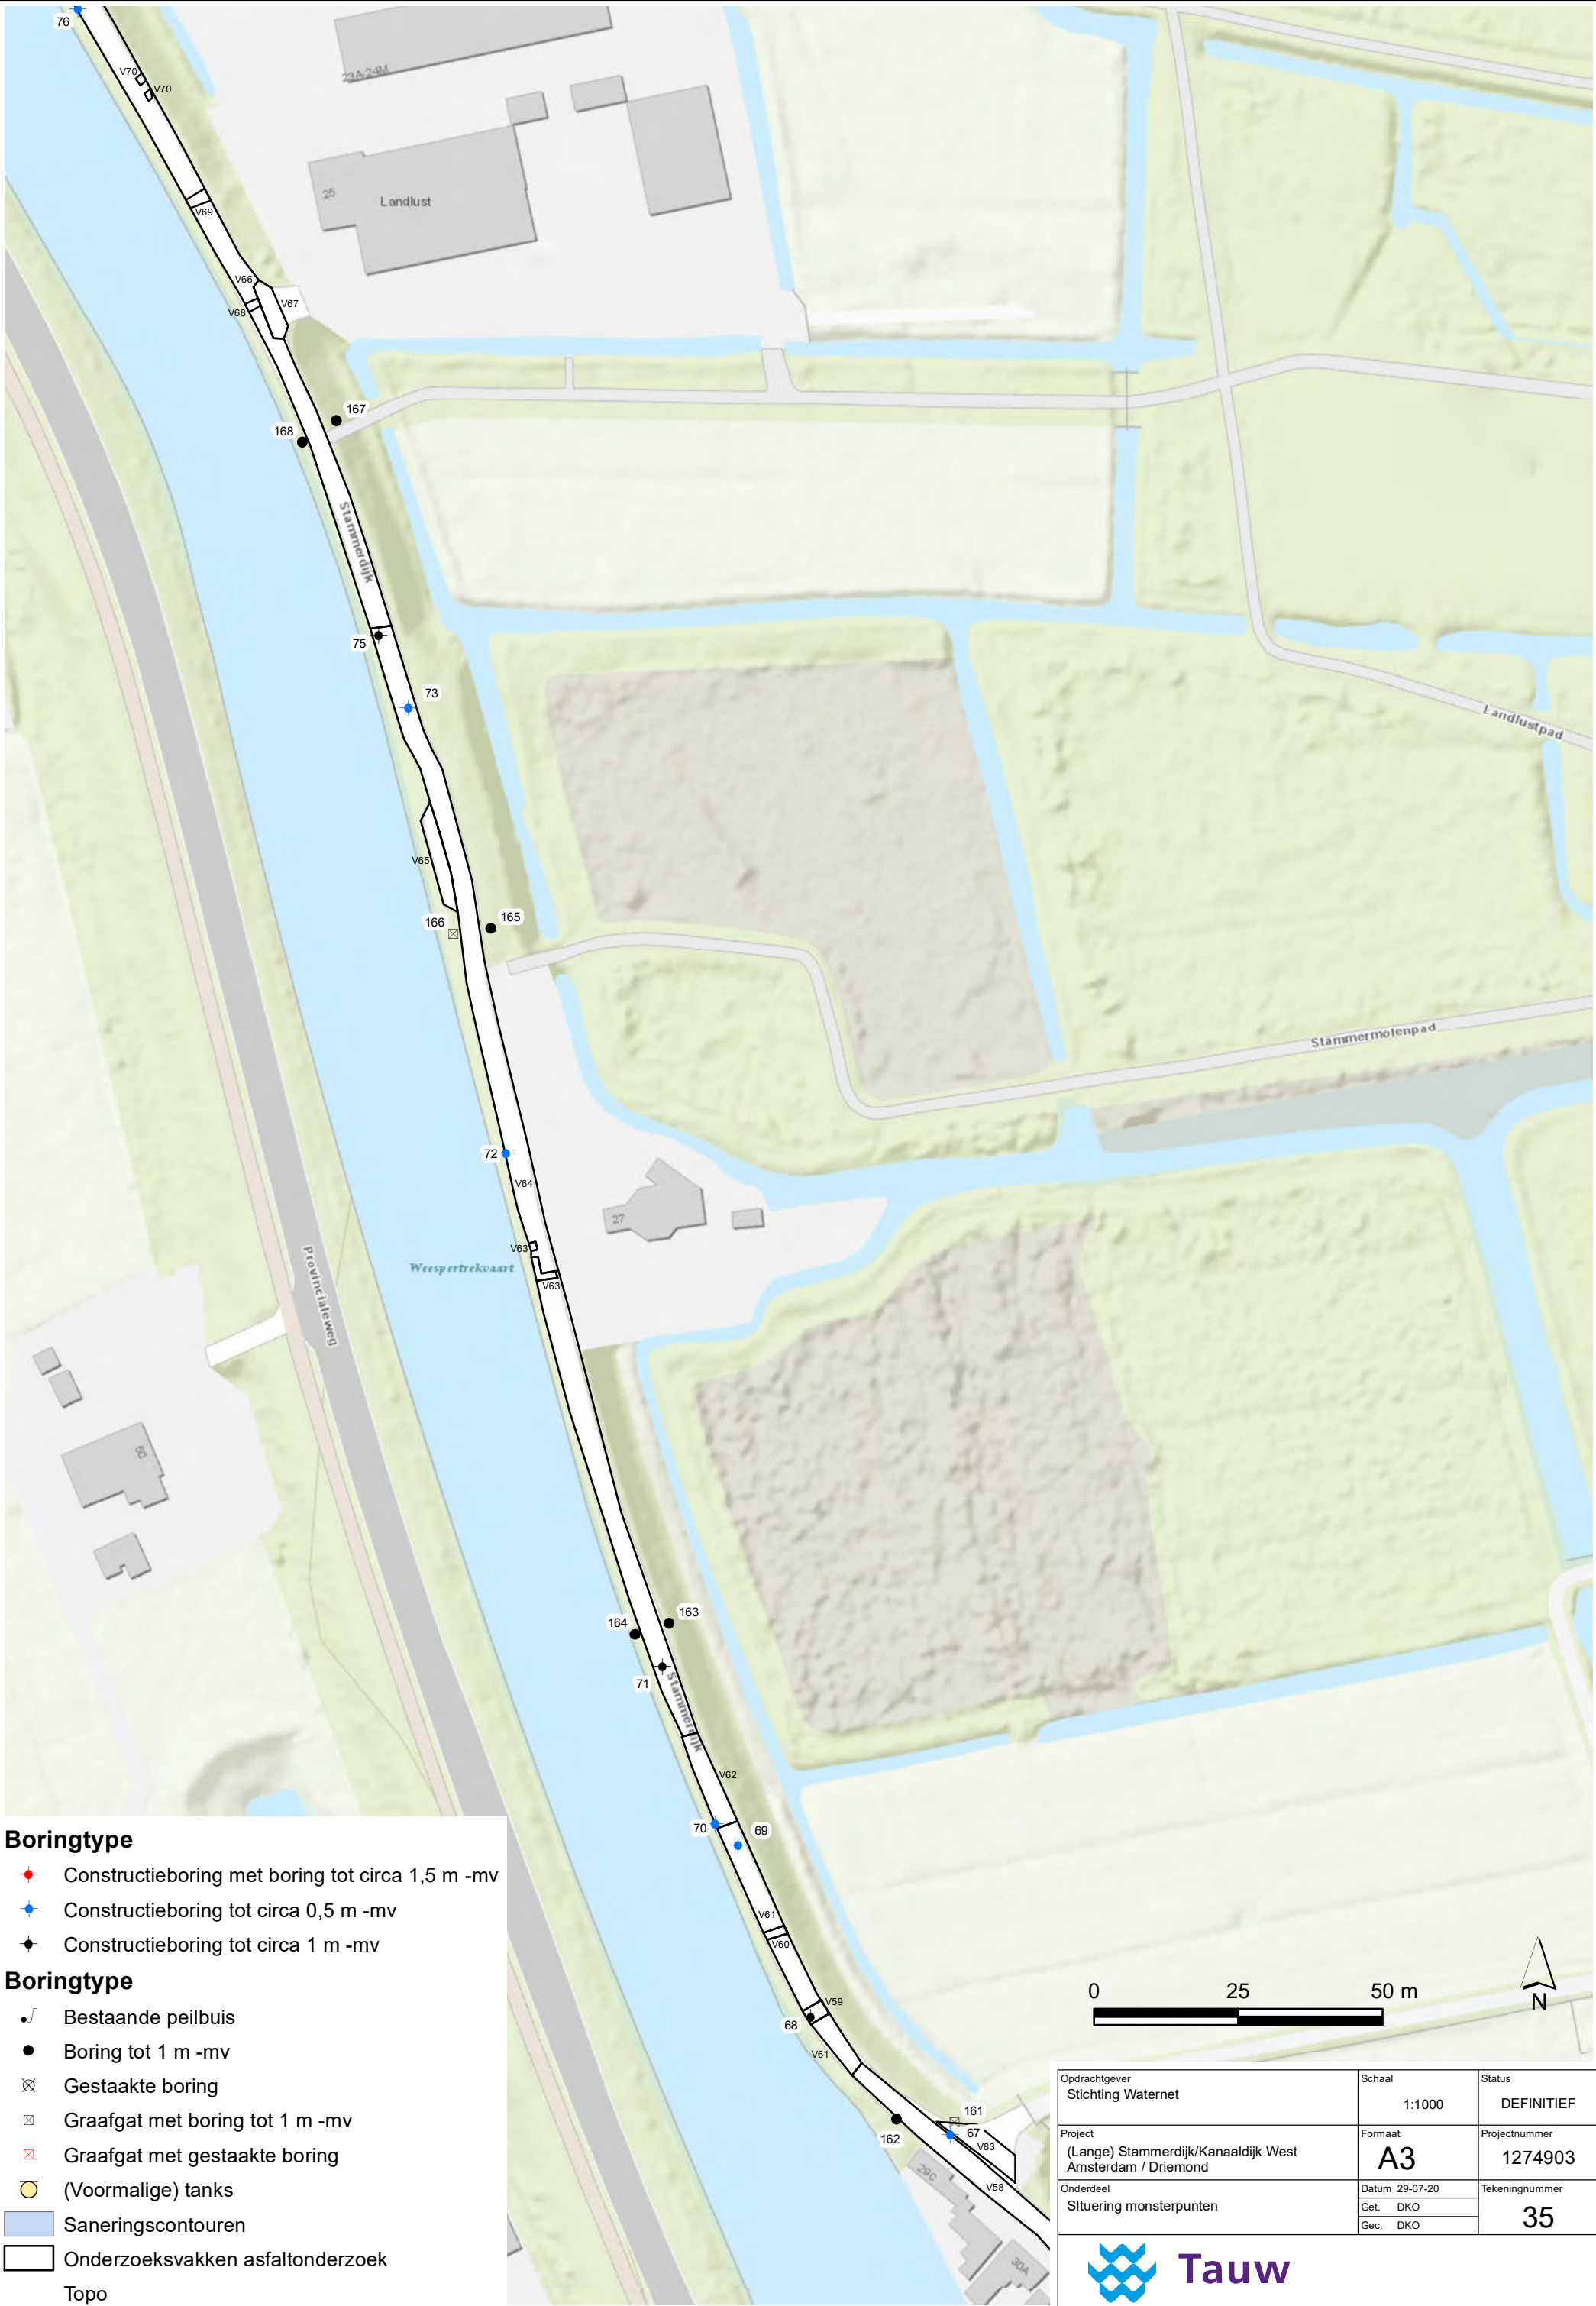 76
V70
V70
23A-24M
25
Landlust
V69
V66
V67
V68
167
168
Stammerdijk
75
73
Landlustpad
V65
166
165
Stammermolenpad
72
V64
27
V63
V63
Weespertrekvaart
Provincialeweg
50
163
164
71
Stammerdijk
V62
70
69
V61
V60
V59
68
V61
161
67
162
V83
29C
V58
30A
Boringtype
Constructieboring met boring tot circa 1,5 m -mv
Constructieboring tot circa 0,5 m -mv
Constructieboring tot circa 1 m -mv
Boringtype
Bestaande peilbuis
Boring tot 1 m -mv
Gestaakte boring
Graafgat met boring tot 1 m -mv
Graafgat met gestaakte boring
(Voormalige) tanks
Saneringscontouren
Onderzoeksvakken asfaltonderzoek
Topo
0 25 50 m
N
Opdrachtgever
Stichting Waternet
Schaal
1:1000
Status
DEFINITIEF
Project
(Lange) Stammerdijk/Kanaaldijk West
Amsterdam / Driemond
Formaat
A3
Projectnummer
1274903
Onderdeel
SItuering monsterpunten
Datum 29-07-20
Get. DKO
Gec. DKO
Tekeningnummer
35
Tauw